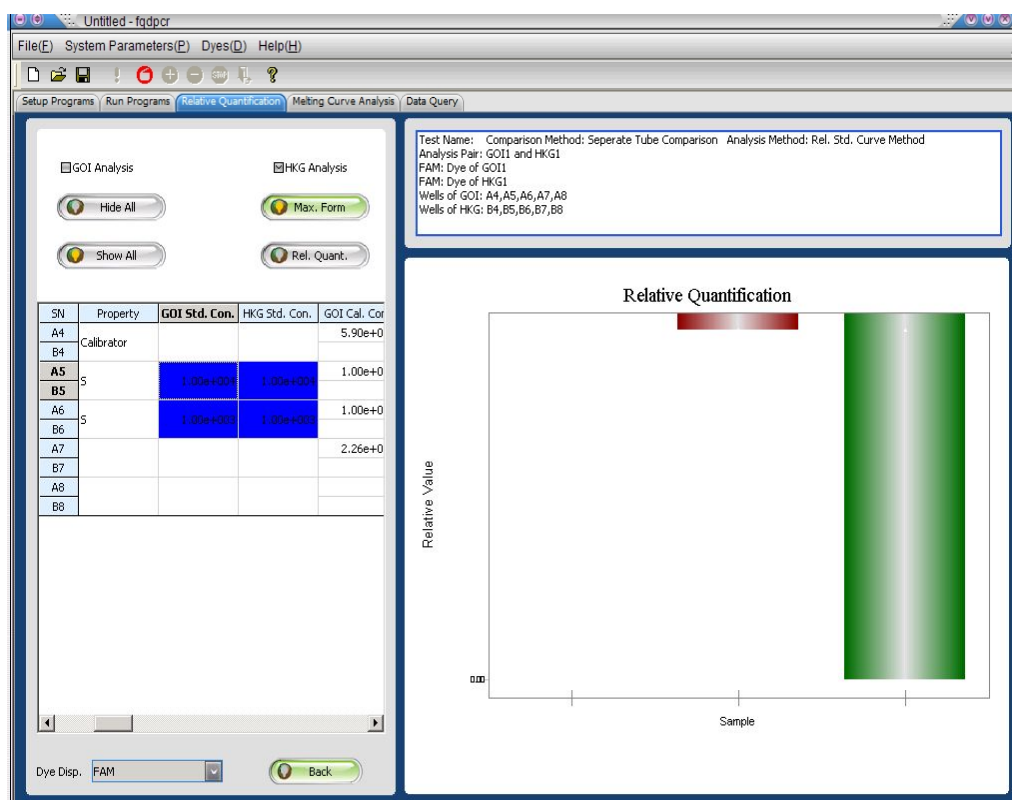 Untitled - fqdpcr
File(F) System Parameters(P) Dyes(D) Help(H)
Setup Programs Run Programs Relative Quantification Melting Curve Analysis Data Query
GOI Analysis HKG Analysis
Hide All Max. Form
Show All Rel. Quant.
SN Property GOI Std. Con. HKG Std. Con. GOI Cal. Con
A4 Calibrator 5.90e+0
B4
A5 S 1.00e+0
B5
A6 S 1.00e+0
B6
A7 2.26e+0
B7
A8
B8
Dye Disp. FAM Back
Test Name: Comparison Method: Seperate Tube Comparison Analysis Method: Rel. Std. Curve Method
Analysis Pair: GOI1 and HKG1
FAM: Dye of GOI1
FAM: Dye of HKG1
Wells of GOI: A4,A5,A6,A7,A8
Wells of HKG: B4,B5,B6,B7,B8
Relative Quantification
Relative Value
0.00
Sample